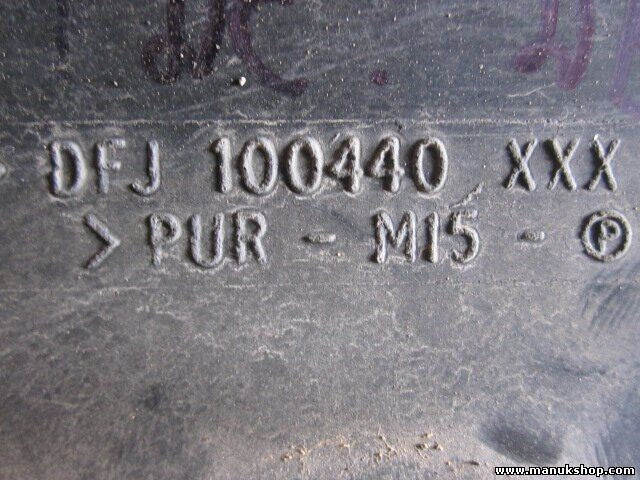 DFJ 100440 XXX
> PUR - M15 - Ⓟ
www.manukshop.com